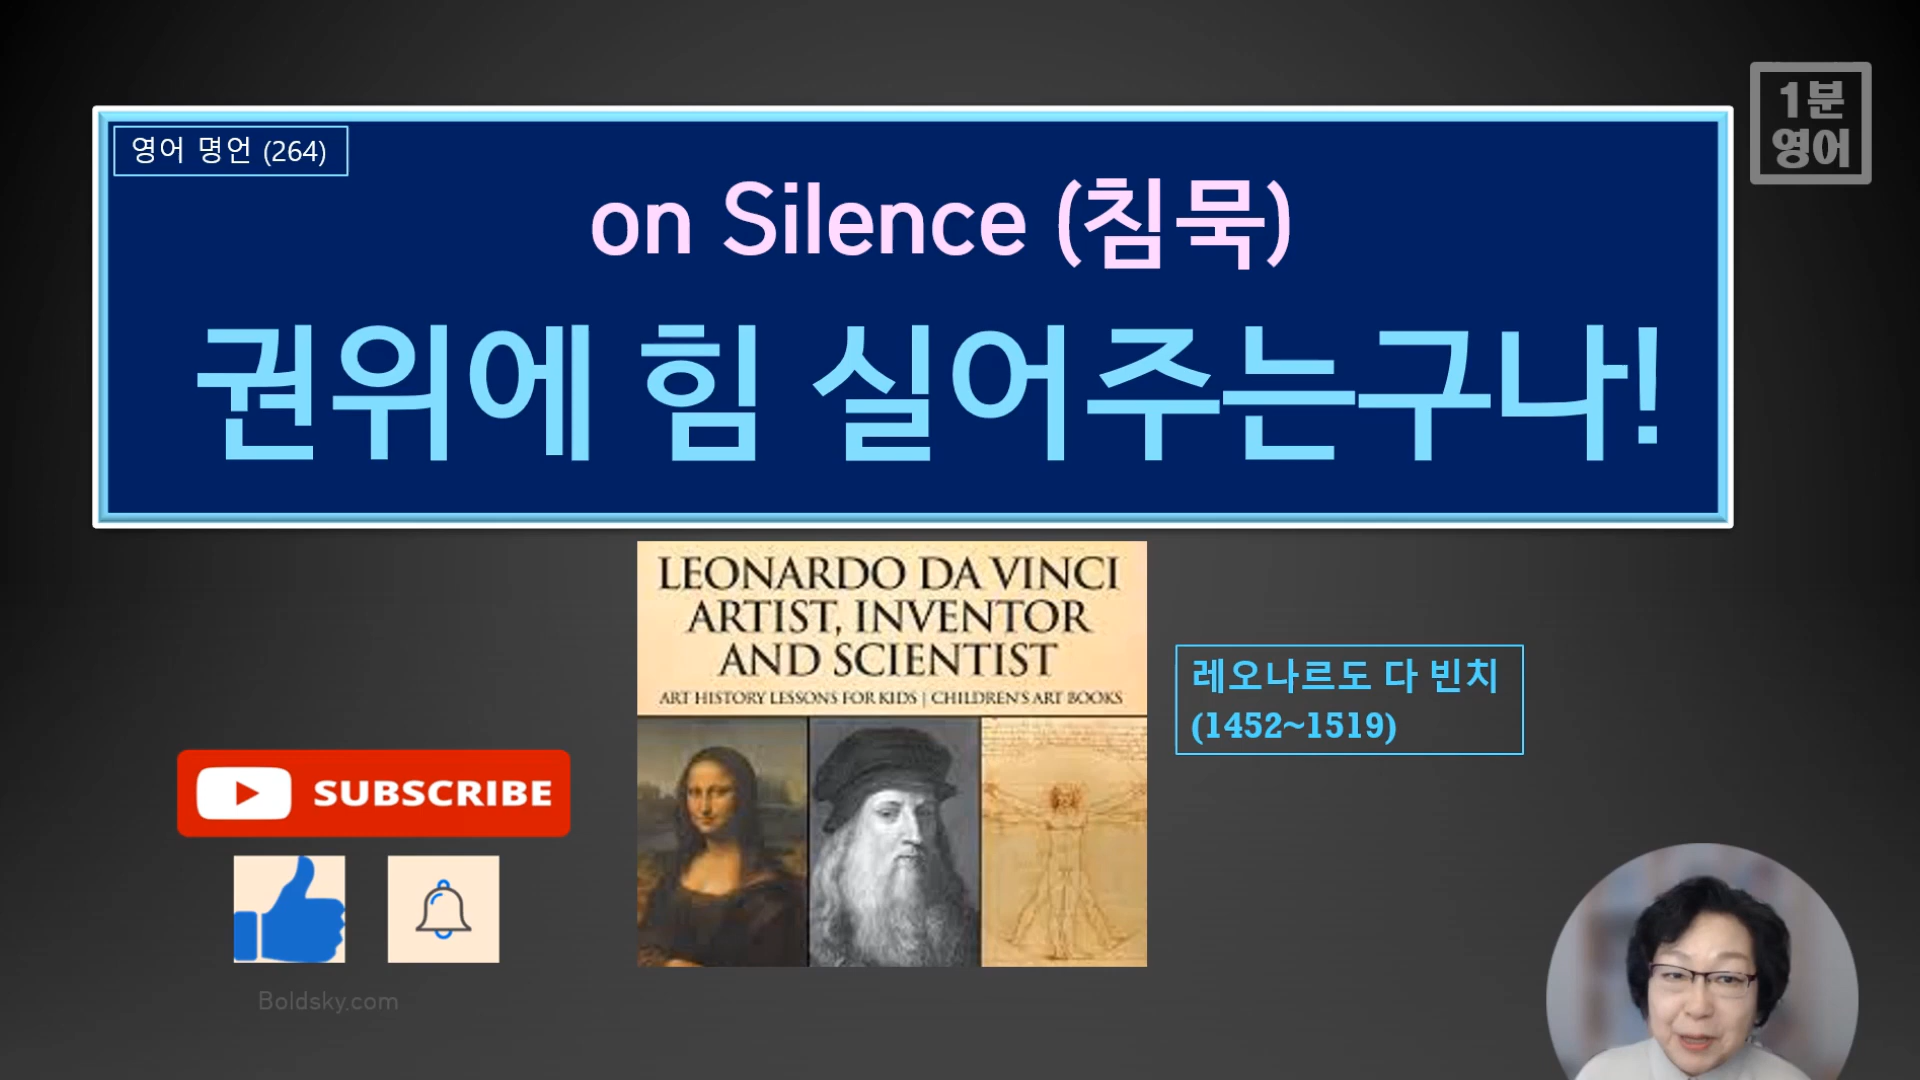 1분
영어
영어 명언 (264)
on Silence (침묵)
권위에 힘 실어주는구나!
LEONARDO DA VINCI
ARTIST, INVENTOR
AND SCIENTIST
ART HISTORY LESSONS FOR KIDS | CHILDREN'S ART BOOKS
레오나르도 다 빈치
(1452~1519)
SUBSCRIBE
Boldsky.com